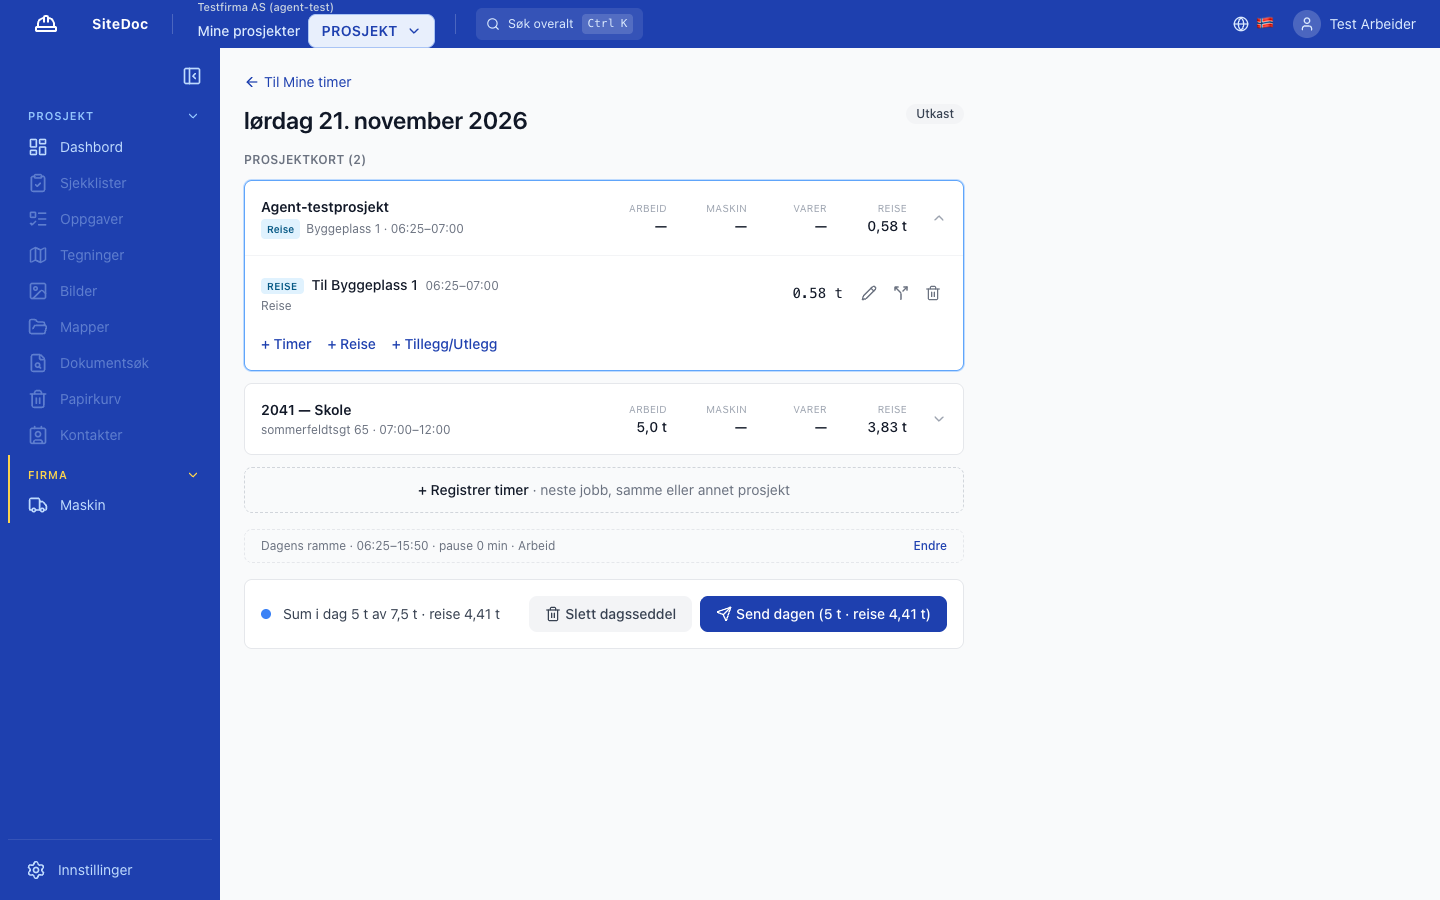 SiteDoc
Testfirma AS (agent-test)
Mine prosjekter
PROSJEKT
Søk overalt
Ctrl K
Test Arbeider
PROSJEKT
Dashbord
Sjekklister
Oppgaver
Tegninger
Bilder
Mapper
Dokumentsøk
Papirkurv
Kontakter
FIRMA
Maskin
Innstillinger
Til Mine timer
lørdag 21. november 2026
Utkast
PROSJEKTKORT (2)
Agent-testprosjekt
Reise Byggeplass 1 · 06:25–07:00
ARBEID MASKIN VARER REISE
— — — 0,58 t
REISE Til Byggeplass 1 06:25–07:00
Reise
0.58 t
+ Timer + Reise + Tillegg/Utlegg
2041 — Skole
sommerfeldtsgt 65 · 07:00–12:00
ARBEID MASKIN VARER REISE
5,0 t — — 3,83 t
+ Registrer timer · neste jobb, samme eller annet prosjekt
Dagens ramme · 06:25–15:50 · pause 0 min · Arbeid
Endre
Sum i dag 5 t av 7,5 t · reise 4,41 t
Slett dagsseddel
Send dagen (5 t · reise 4,41 t)